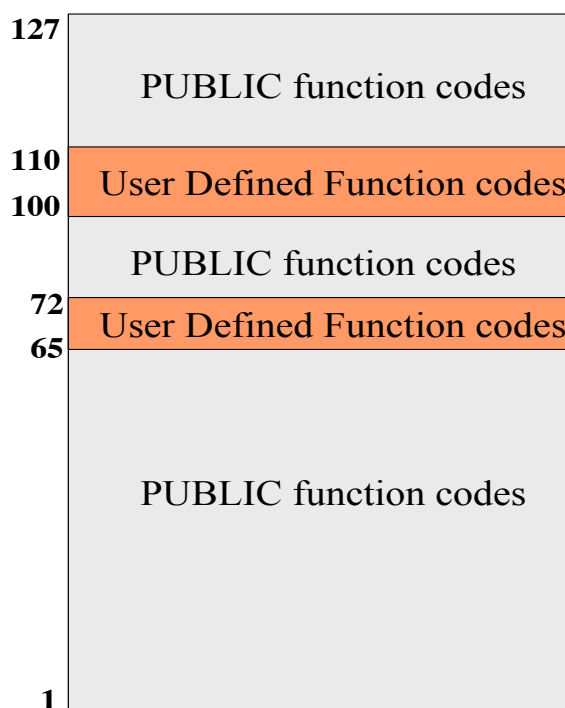 127
PUBLIC function codes
110
User Defined Function codes
100
PUBLIC function codes
72
User Defined Function codes
65
PUBLIC function codes
1